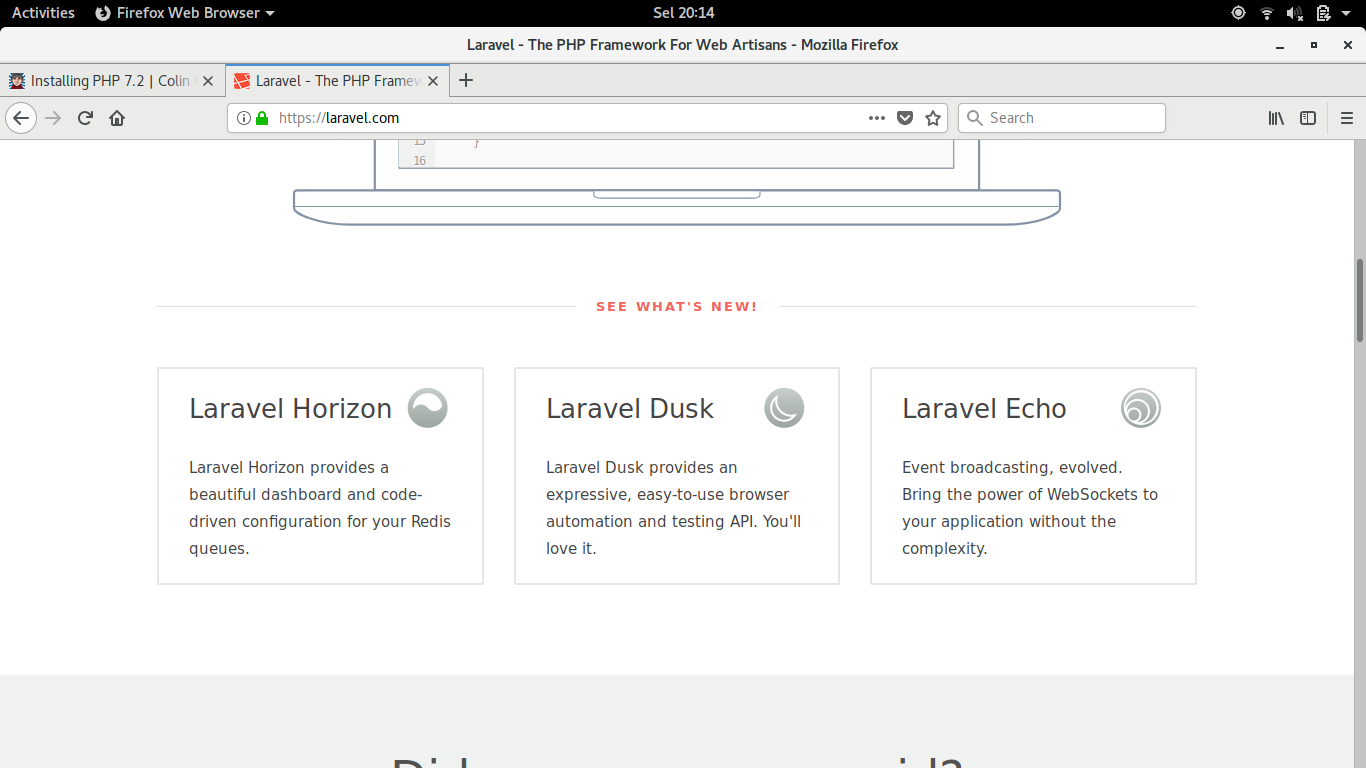 Activities Firefox Web Browser Sel 20:14
Laravel - The PHP Framework For Web Artisans - Mozilla Firefox
Installing PHP 7.2 | Colin Laravel - The PHP Framew
https://laravel.com Search
15 }
16
SEE WHAT'S NEW!
Laravel Horizon
Laravel Horizon provides a
beautiful dashboard and code-
driven configuration for your Redis
queues.
Laravel Dusk
Laravel Dusk provides an
expressive, easy-to-use browser
automation and testing API. You'll
love it.
Laravel Echo
Event broadcasting, evolved.
Bring the power of WebSockets to
your application without the
complexity.